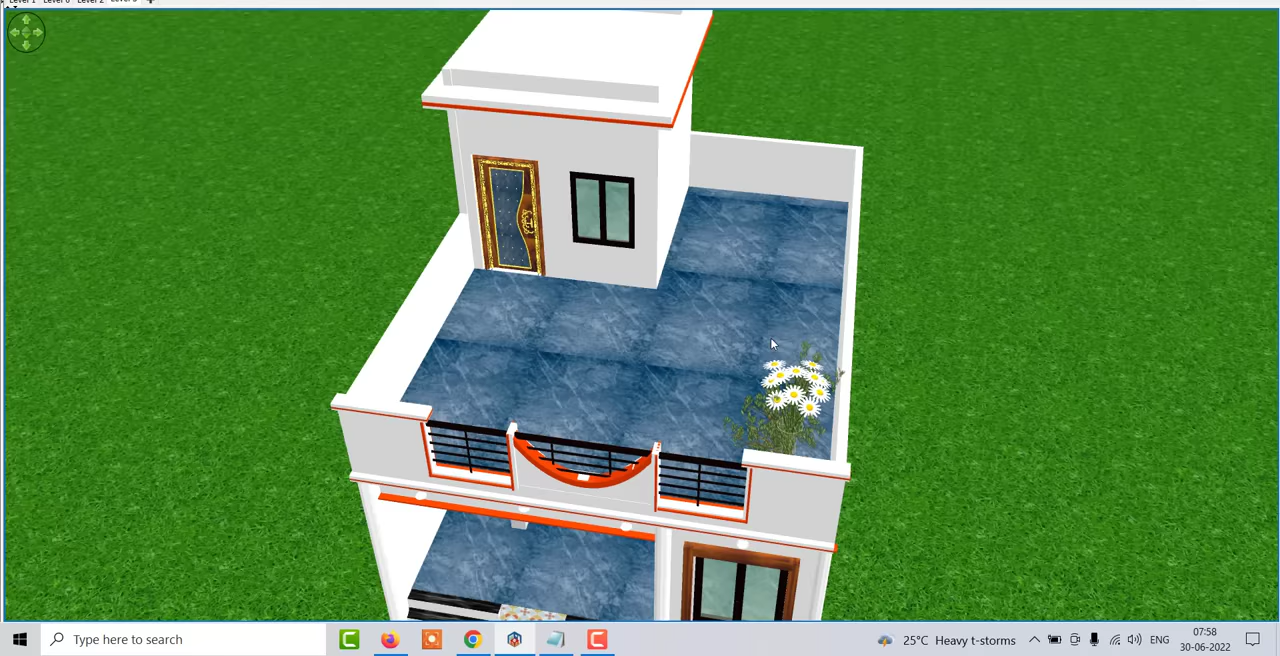 Level 1 Level 0 Level 2
Type here to search
25°C Heavy t-storms
ENG
07:58
30-06-2022